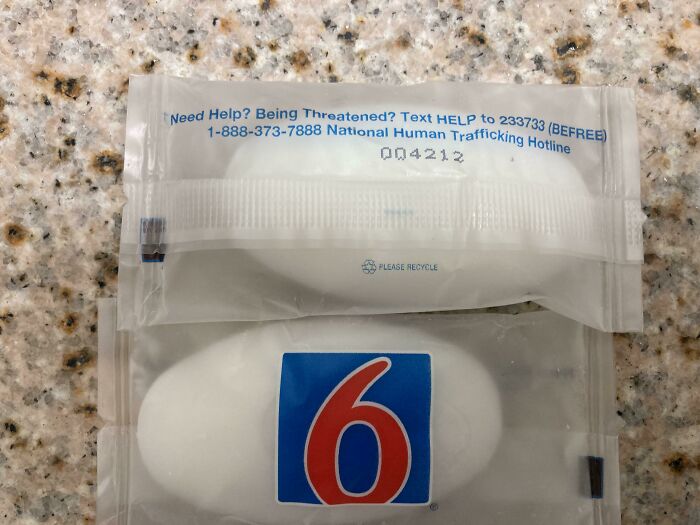 Need Help? Being Threatened? Text HELP to 233733 (BEFREE)
1-888-373-7888 National Human Trafficking Hotline
004212
PLEASE RECYCLE
6
®